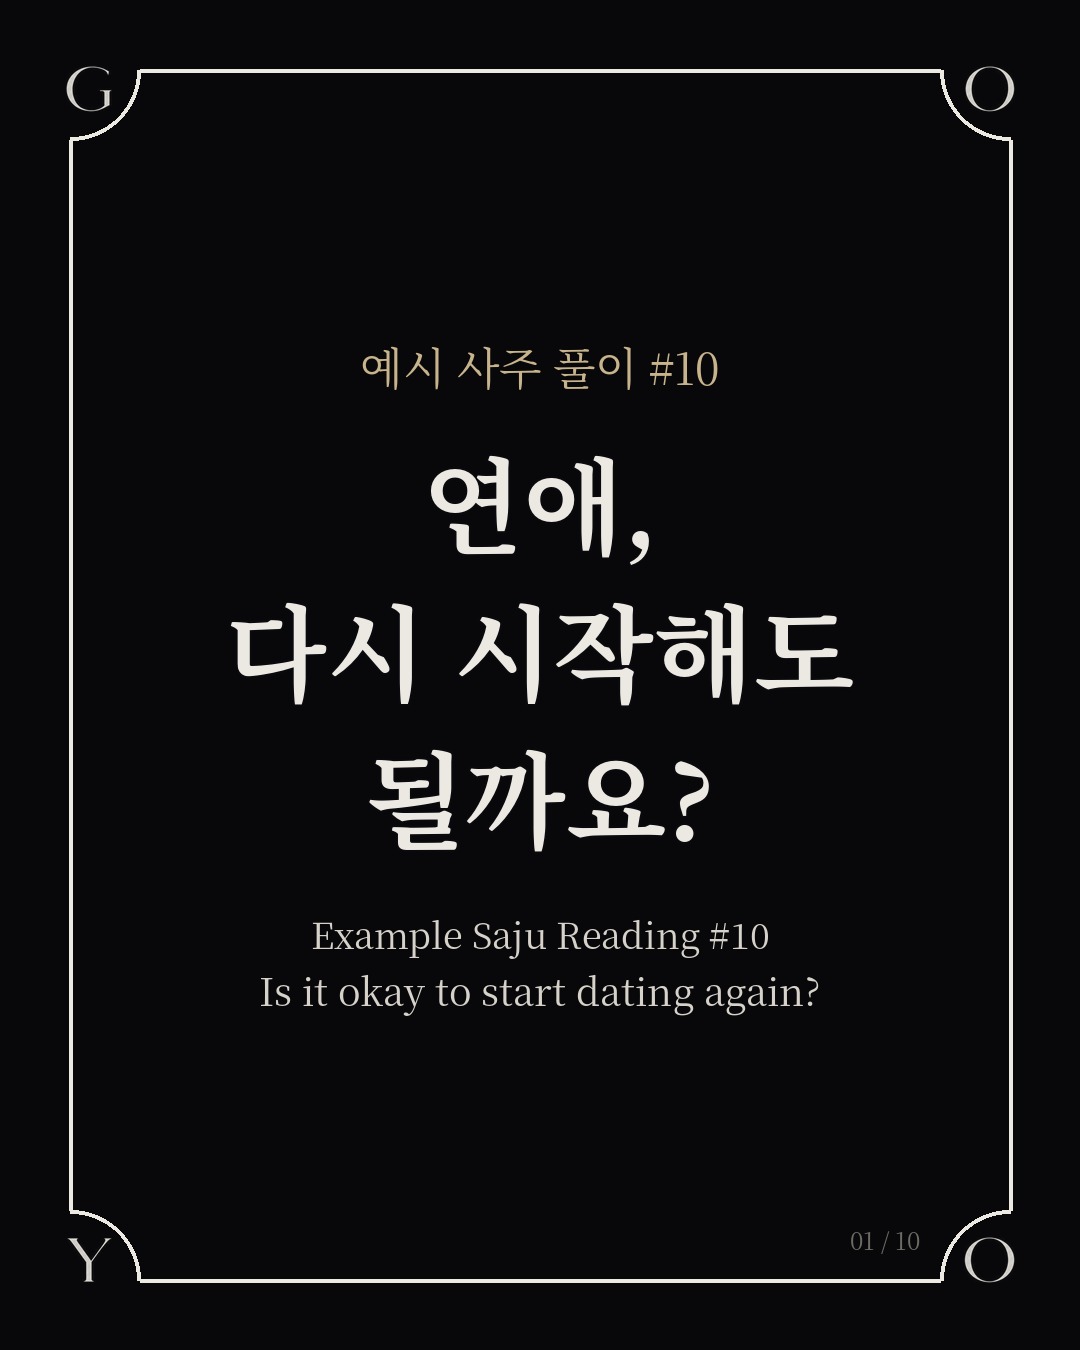 G O
예시 사주 풀이 #10
연애,
다시 시작해도
될까요?
Example Saju Reading #10
Is it okay to start dating again?
01 / 10
Y O